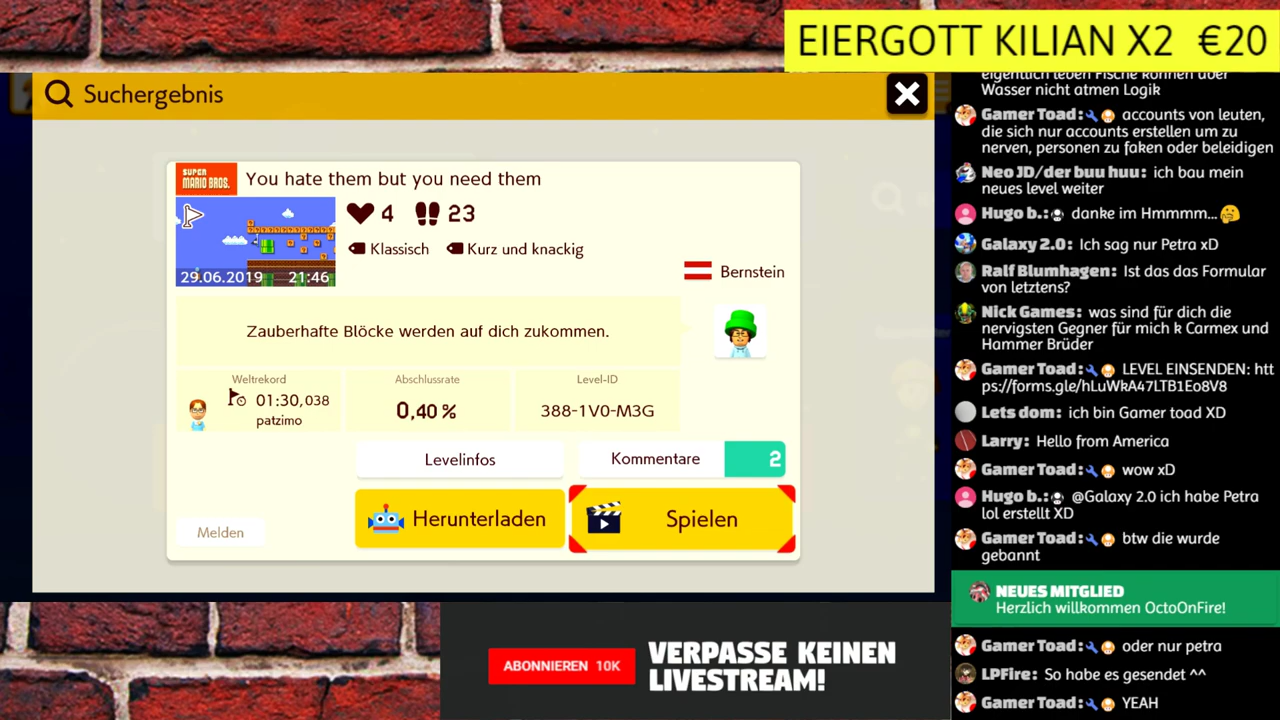 EIERGOTT KILIAN X2 €20
Suchergebnis
SUPER
MARIO BROS.
You hate them but you need them
4
23
Klassisch
Kurz und knackig
29.06.2019 21:46
Bernstein
Zauberhafte Blöcke werden auf dich zukommen.
Weltrekord
01:30,038
patzimo
Abschlussrate
0,40 %
Level-ID
388-1V0-M3G
Levelinfos
Kommentare 2
Melden
Herunterladen
Spielen
ABONNIEREN 10K
VERPASSE KEINEN
LIVESTREAM!
eigentlich leben Fische können über
Wasser nicht atmen Logik
Gamer Toad: accounts von leuten,
die sich nur accounts erstellen um zu
nerven, personen zu faken oder beleidigen
Neo JD/der buu huu: ich bau mein
neues level weiter
Hugo b.: danke im Hmmmm...
Galaxy 2.0: Ich sag nur Petra xD
Ralf Blumhagen: Ist das das Formular
von letztens?
Nick Games: was sind für dich die
nervigsten Gegner für mich k Carmex und
Hammer Brüder
Gamer Toad: LEVEL EINSENDEN: htt
ps://forms.gle/hLuWkA47LTB1Eo8V8
Lets dom: ich bin Gamer toad XD
Larry: Hello from America
Gamer Toad: wow xD
Hugo b.: @Galaxy 2.0 ich habe Petra
lol erstellt XD
Gamer Toad: btw die wurde
gebannt
NEUES MITGLIED
Herzlich willkommen OctoOnFire!
Gamer Toad: oder nur petra
LPFire: So habe es gesendet ^^
Gamer Toad: YEAH